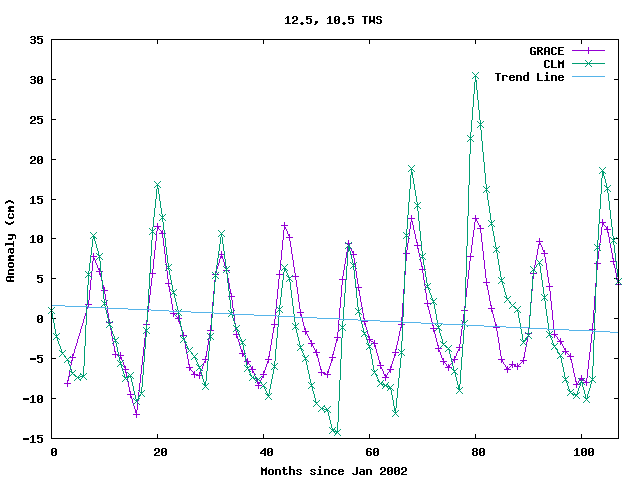 12.5, 10.5 TWS
GRACE
CLM
Trend Line
Anomaly (cm)
35
30
25
20
15
10
5
0
-5
-10
-15
0 20 40 60 80 100
Months since Jan 2002